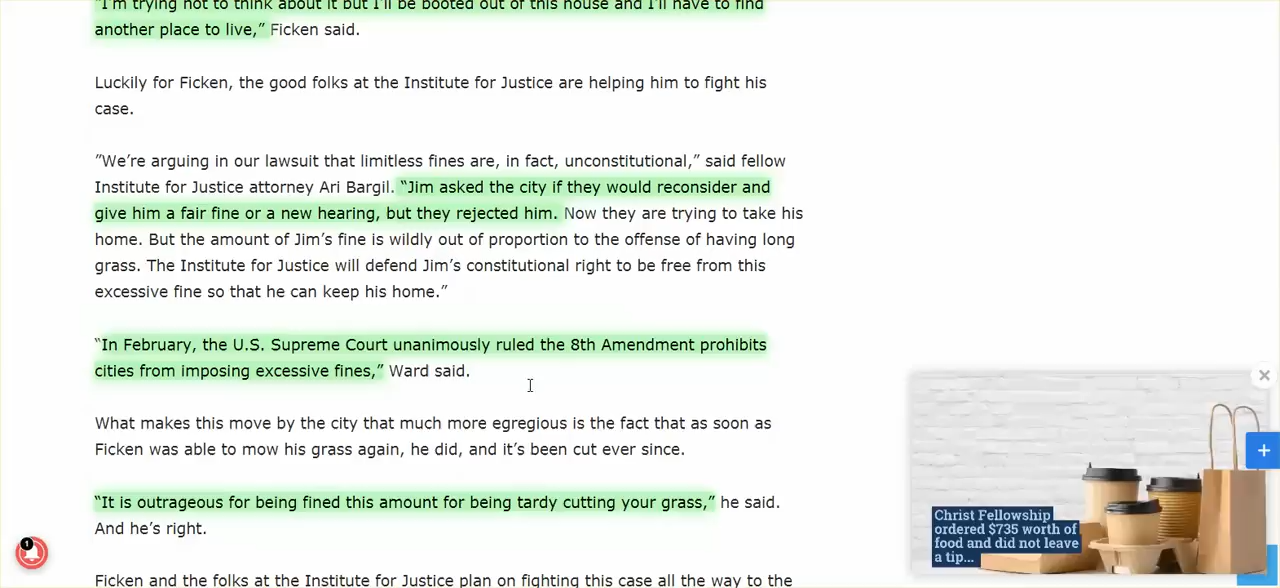 “I’m trying not to think about it but I’ll be booted out of this house and I’ll have to find
another place to live,” Ficken said.
Luckily for Ficken, the good folks at the Institute for Justice are helping him to fight his
case.
”We’re arguing in our lawsuit that limitless fines are, in fact, unconstitutional,” said fellow
Institute for Justice attorney Ari Bargil. “Jim asked the city if they would reconsider and
give him a fair fine or a new hearing, but they rejected him. Now they are trying to take his
home. But the amount of Jim’s fine is wildly out of proportion to the offense of having long
grass. The Institute for Justice will defend Jim’s constitutional right to be free from this
excessive fine so that he can keep his home.”
“In February, the U.S. Supreme Court unanimously ruled the 8th Amendment prohibits
cities from imposing excessive fines,” Ward said.
What makes this move by the city that much more egregious is the fact that as soon as
Ficken was able to mow his grass again, he did, and it’s been cut ever since.
“It is outrageous for being fined this amount for being tardy cutting your grass,” he said.
And he’s right.
Ficken and the folks at the Institute for Justice plan on fighting this case all the way to the
Christ Fellowship
ordered $735 worth of
food and did not leave
a tip...
1